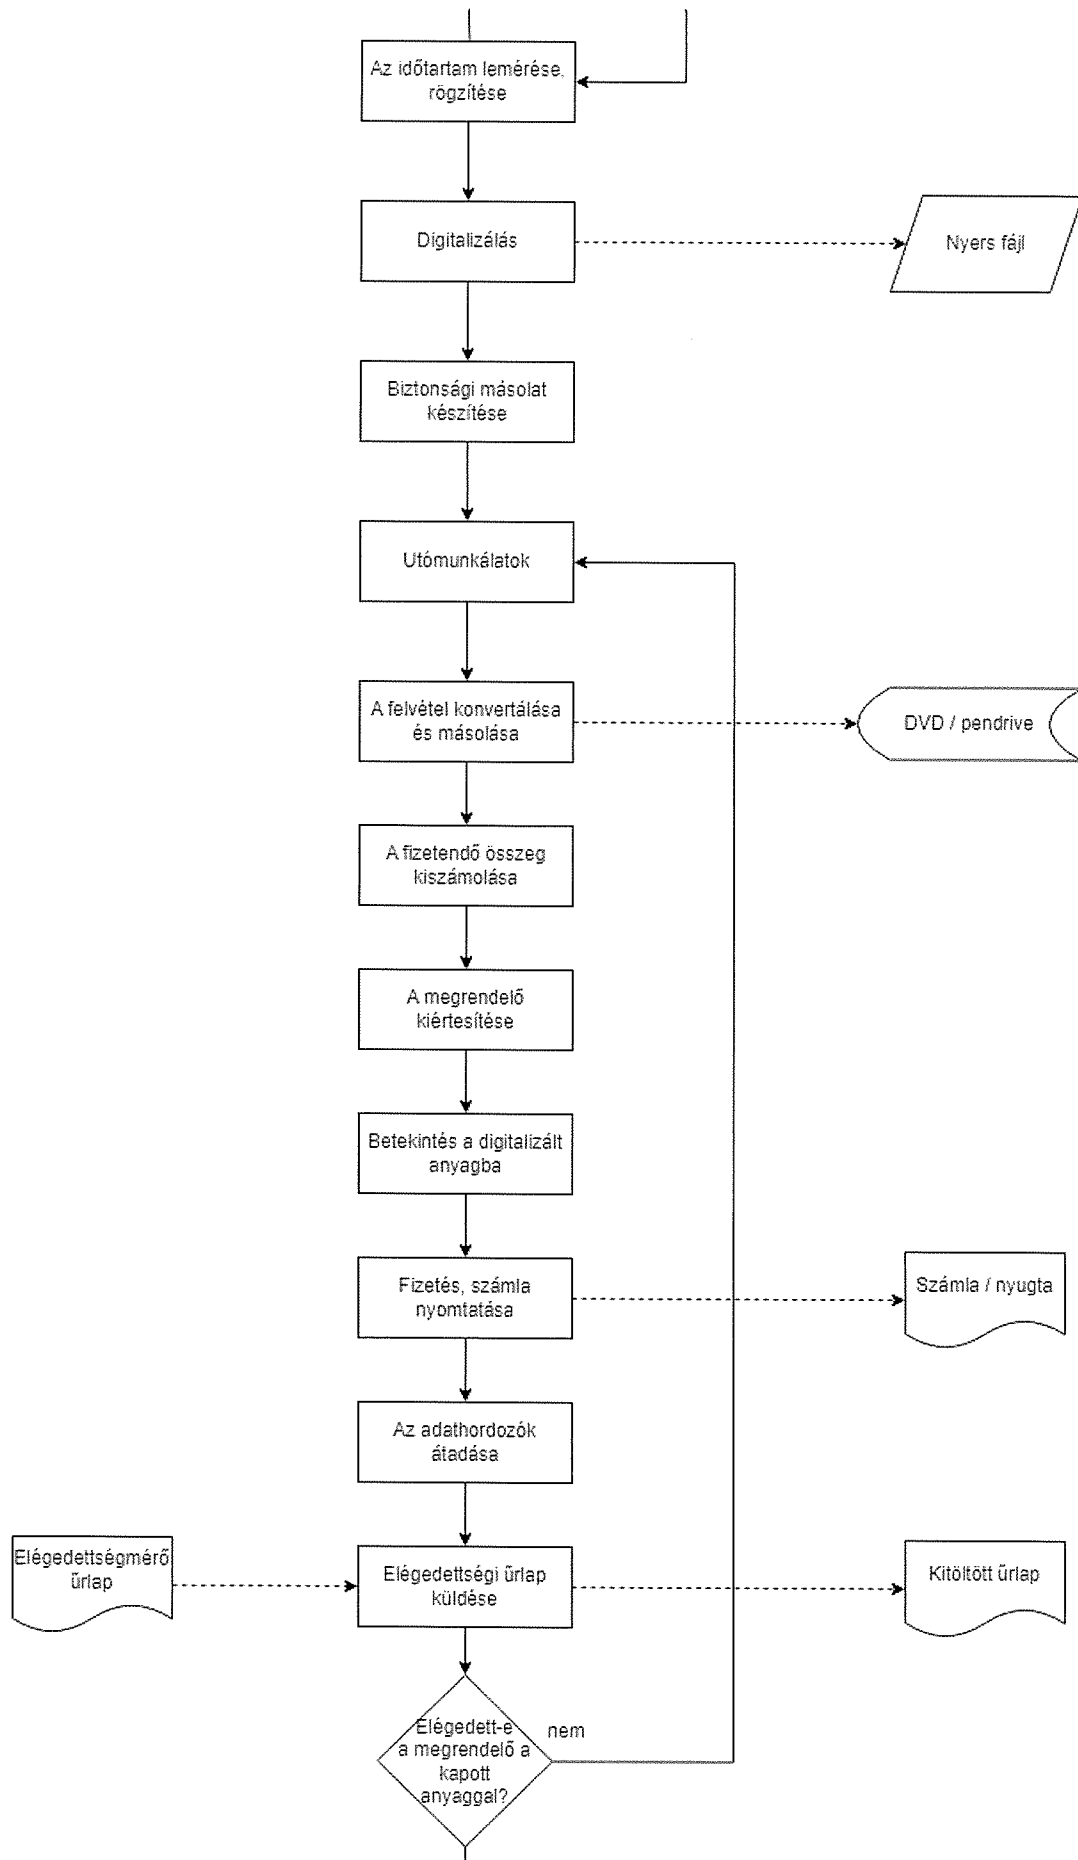 Az időtartam lemérése,
rögzítése
Digitalizálás
Nyers fájl
Biztonsági másolat
készítése
Utómunkálatok
A felvétel konvertálása
és másolása
DVD / pendrive
A fizetendő összeg
kiszámolása
A megrendelő
kiértesítése
Betekintés a digitalizált
anyagba
Fizetés, számla
nyomtatása
Számla / nyugta
Az adathordozók
átadása
Elégedettségmérő
űrlap
Elégedettségi űrlap
küldése
Kitöltött űrlap
Elégedett-e
a megrendelő a
kapott
anyaggal?
nem